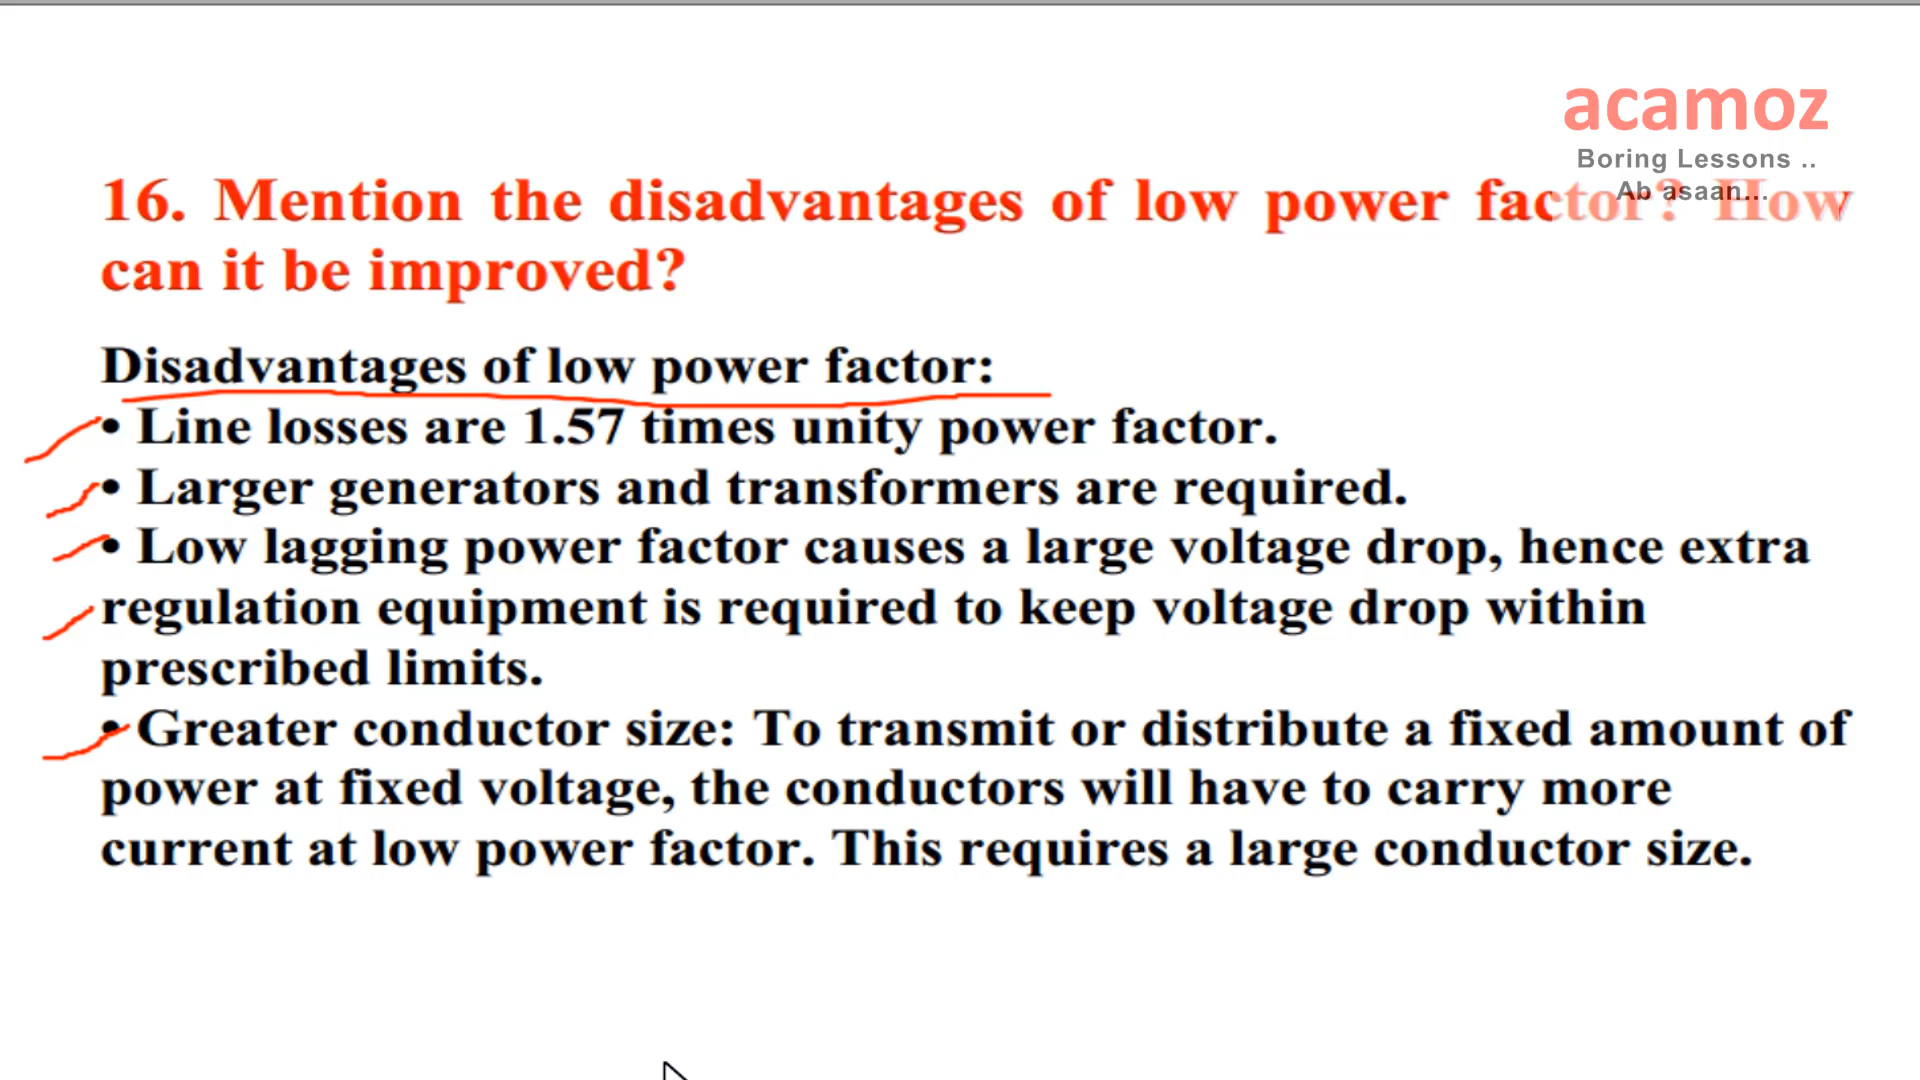 acamoz
Boring Lessons ..
Ab asaan...
16. Mention the disadvantages of low power factor? How
can it be improved?
Disadvantages of low power factor:
• Line losses are 1.57 times unity power factor.
• Larger generators and transformers are required.
• Low lagging power factor causes a large voltage drop, hence extra
regulation equipment is required to keep voltage drop within
prescribed limits.
• Greater conductor size: To transmit or distribute a fixed amount of
power at fixed voltage, the conductors will have to carry more
current at low power factor. This requires a large conductor size.